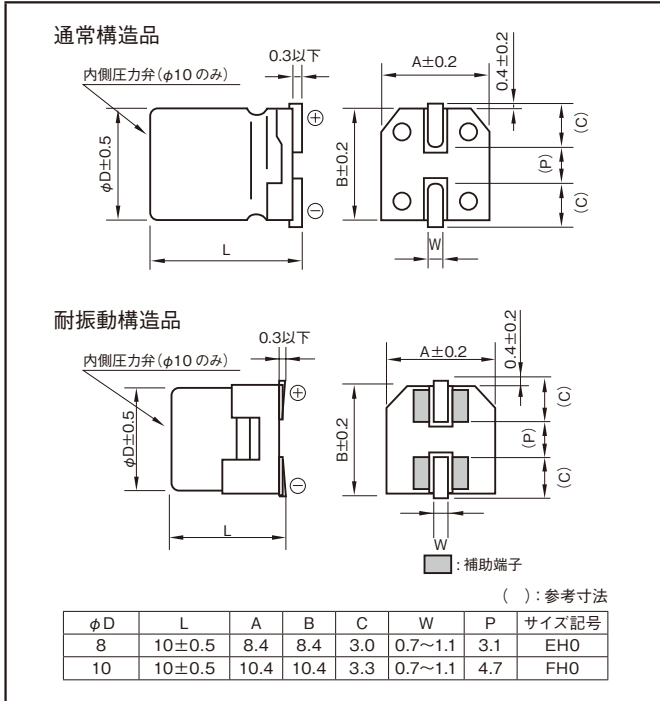 通常構造品
内側圧力弁(φ10 のみ)
0.3以下
φD±0.5
L
⊕
⊖
A±0.2
0.4±0.2
B±0.2
(C)
(P)
(C)
W
耐振動構造品
内側圧力弁(φ10 のみ)
0.3以下
φD±0.5
L
⊕
⊖
A±0.2
0.4±0.2
B±0.2
(C)
(P)
(C)
W
: 補助端子
( ) : 参考寸法
φD L A B C W P サイズ記号
8 10±0.5 8.4 8.4 3.0 0.7~1.1 3.1 EH0
10 10±0.5 10.4 10.4 3.3 0.7~1.1 4.7 FH0